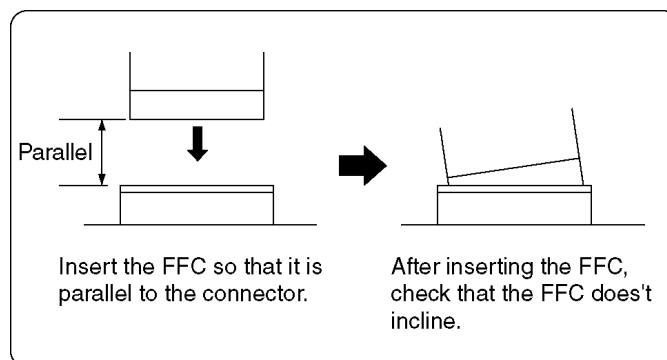 Parallel
Insert the FFC so that it is
parallel to the connector.
After inserting the FFC,
check that the FFC does't
incline.